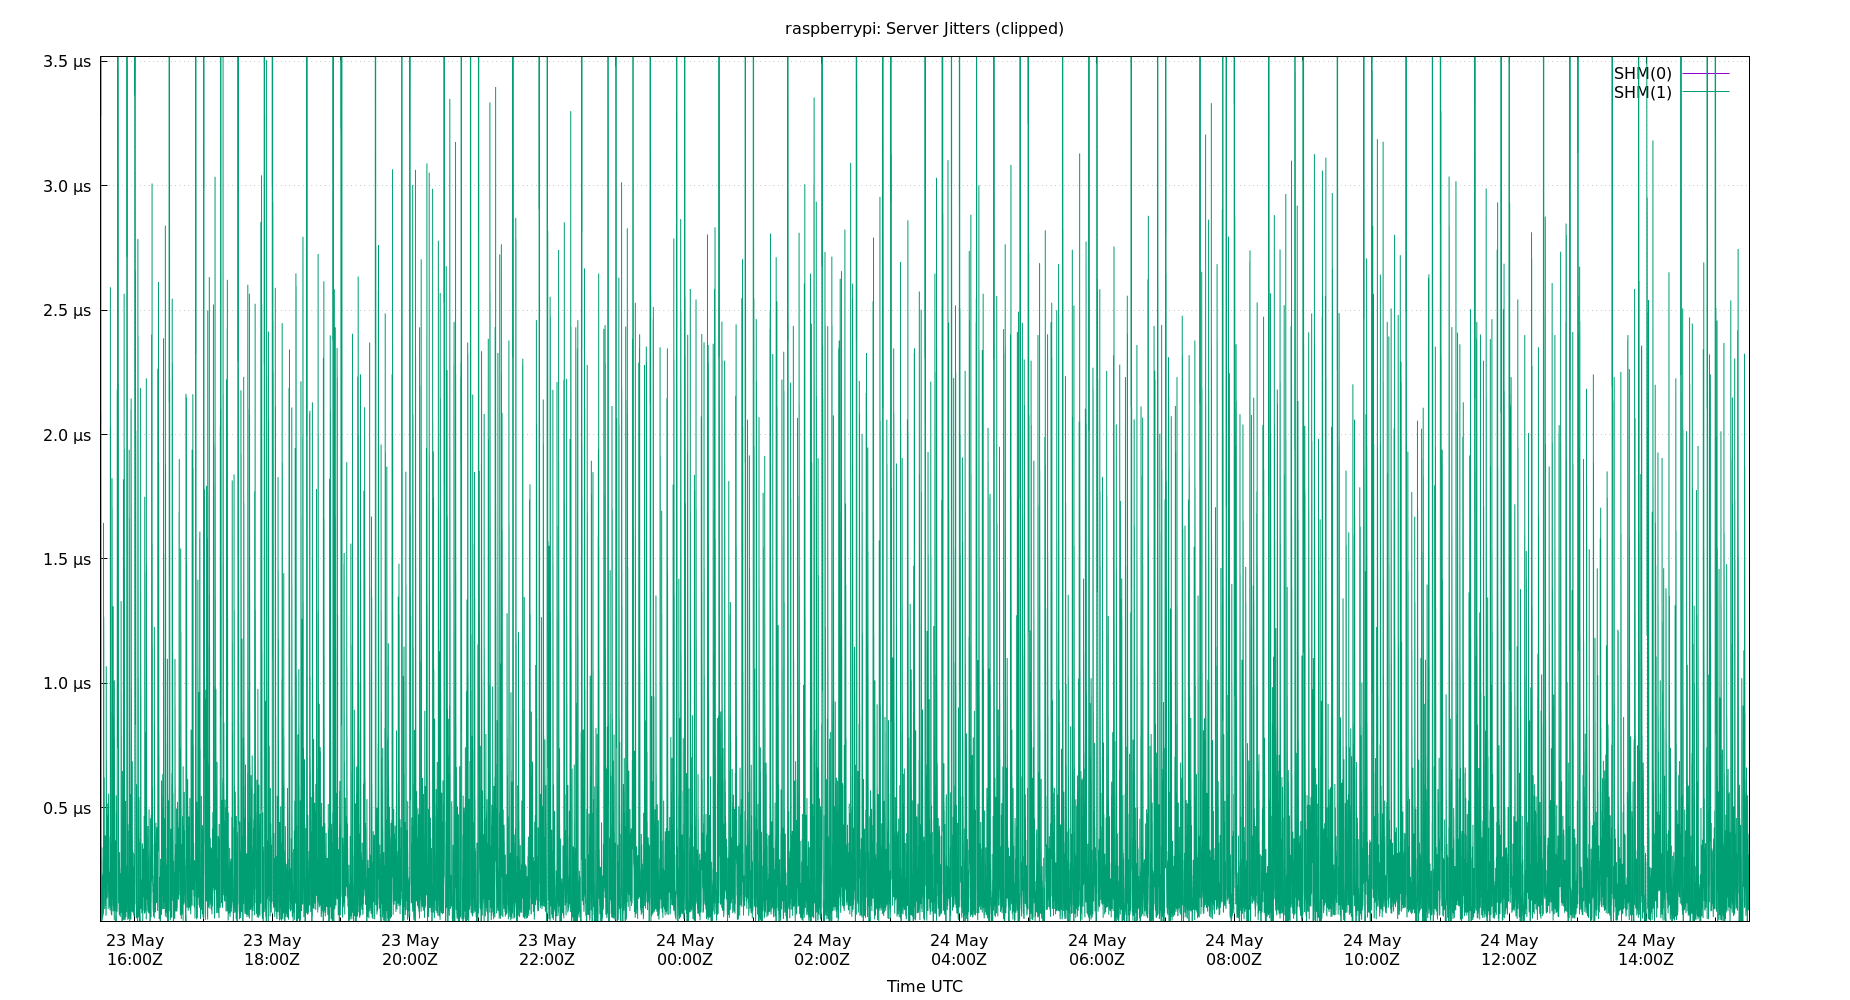 raspberrypi: Server Jitters (clipped)
3.5 µs
3.0 µs
2.5 µs
2.0 µs
1.5 µs
1.0 µs
0.5 µs
SHM(0)
SHM(1)
23 May 23 May 23 May 23 May 24 May 24 May 24 May 24 May 24 May 24 May 24 May 24 May
16:00Z 18:00Z 20:00Z 22:00Z 00:00Z 02:00Z 04:00Z 06:00Z 08:00Z 10:00Z 12:00Z 14:00Z
Time UTC